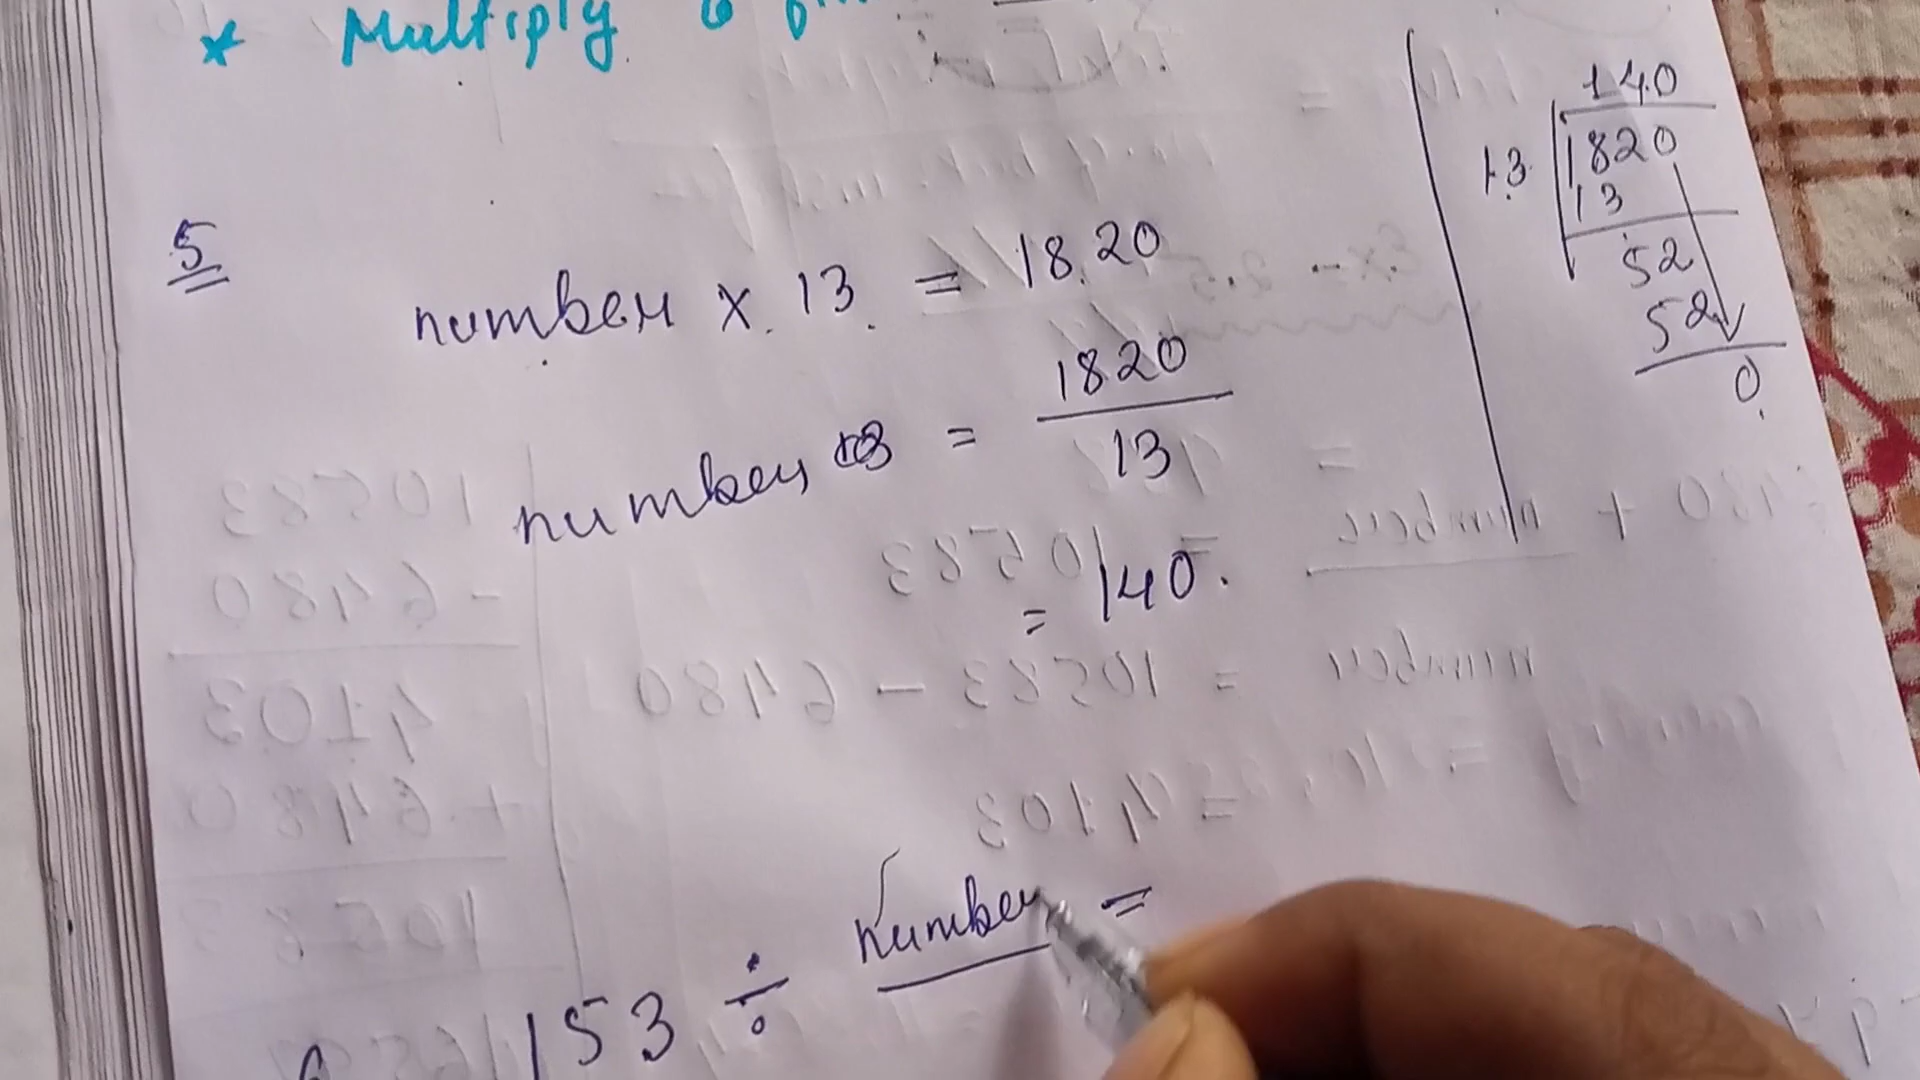 * Multiply
5
number × 13 = 1820
number = 1820
13
= 140.
153 ÷ number =
140
13 1820
13
52
52
0